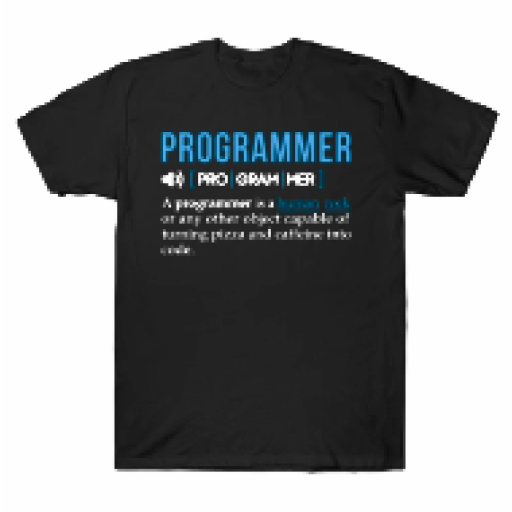 PROGRAMMER
[ PRO | GRAM | MER ]
A programmer is a human
or any other object capable of
turning pizza and caffeine into
code.